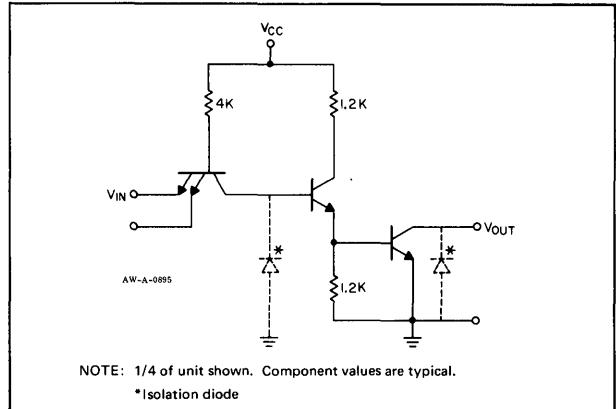 VCC
4K
1.2K
VIN
*
VOUT
*
AW-A-0895
1.2K
NOTE: 1/4 of unit shown. Component values are typical.
*Isolation diode